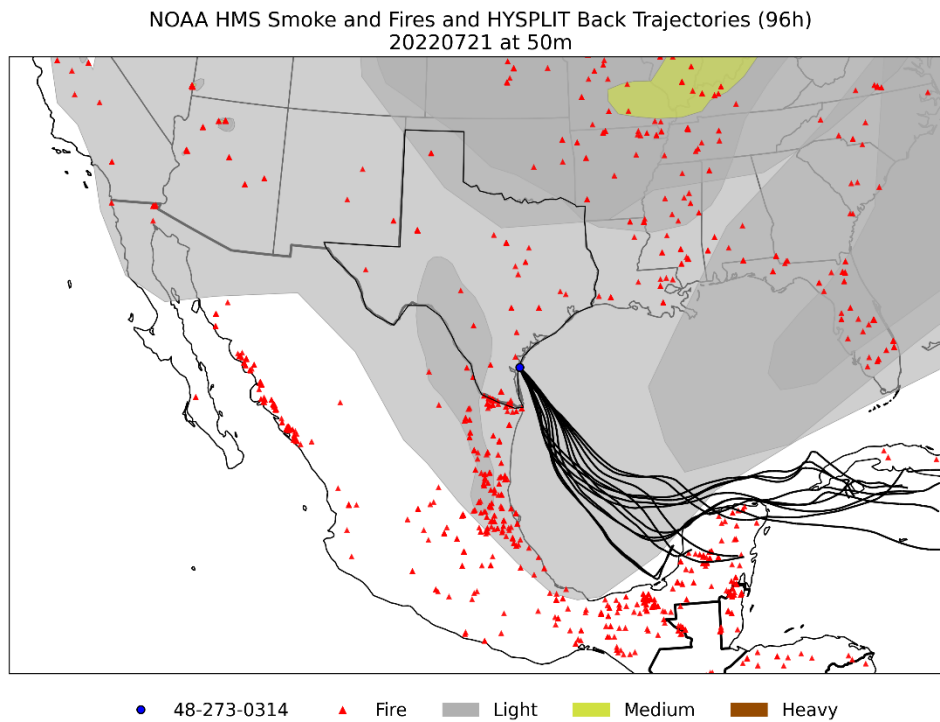 NOAA HMS Smoke and Fires and HYSPLIT Back Trajectories (96h)
20220721 at 50m
48-273-0314 Fire Light Medium Heavy